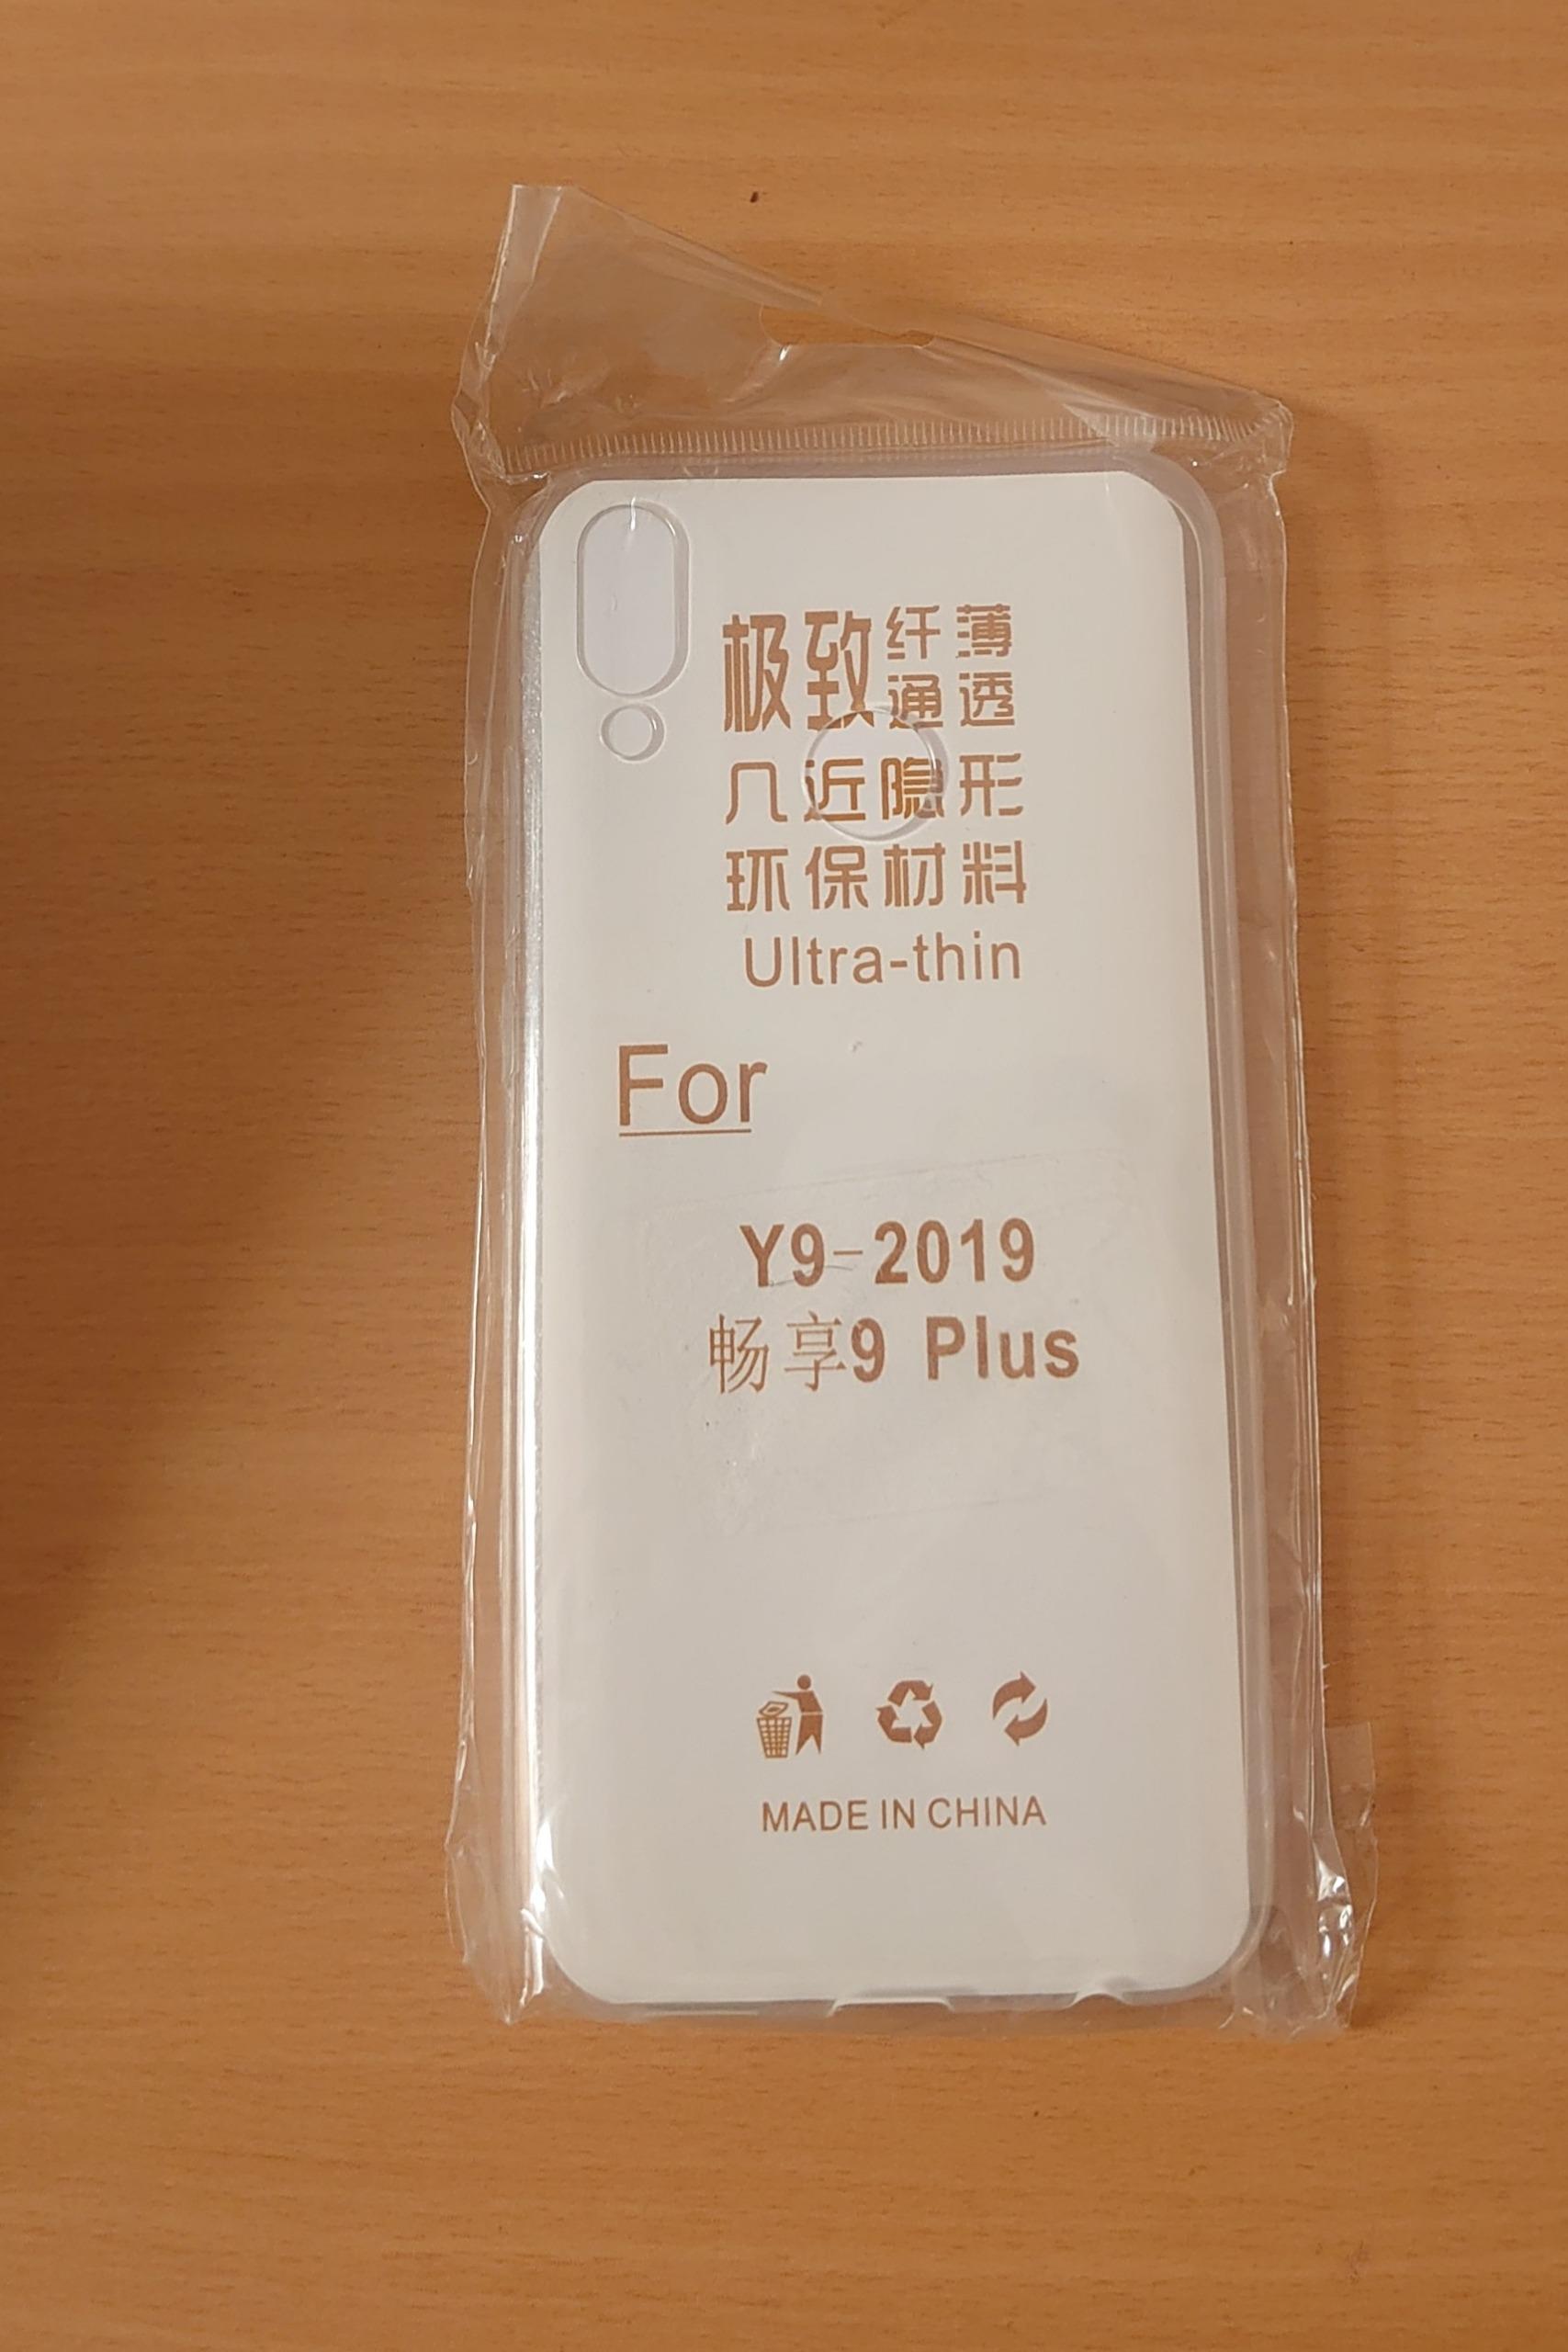 极致纤薄
通透
几近隐形
环保材料
Ultra-thin
For
Y9-2019
畅享9 Plus
MADE IN CHINA